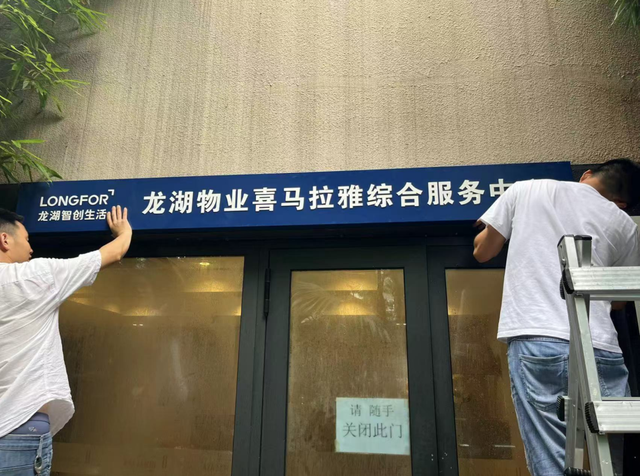 LONGFOR
龙湖智创生活
龙湖物业喜马拉雅综合服务中
请 随手
关闭此门